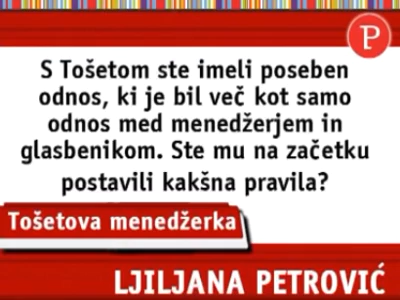 P
S Tošetom ste imeli poseben
odnos, ki je bil več kot samo
odnos med menedžerjem in
glasbenikom. Ste mu na začetku
postavili kakšna pravila?
Tošetova menedžerka
LJILJANA PETROVIĆ